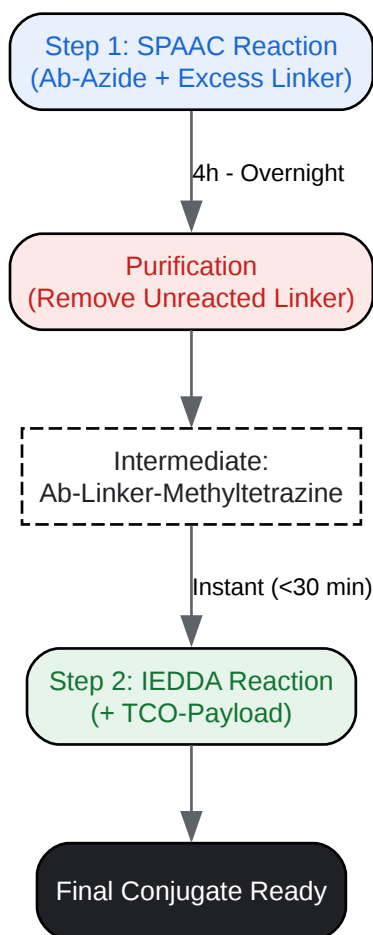 Step 1: SPAAC Reaction
(Ab-Azide + Excess Linker)
4h - Overnight
Purification
(Remove Unreacted Linker)
Intermediate:
Ab-Linker-Methyltetrazine
Instant (<30 min)
Step 2: IEDDA Reaction
(+ TCO-Payload)
Final Conjugate Ready